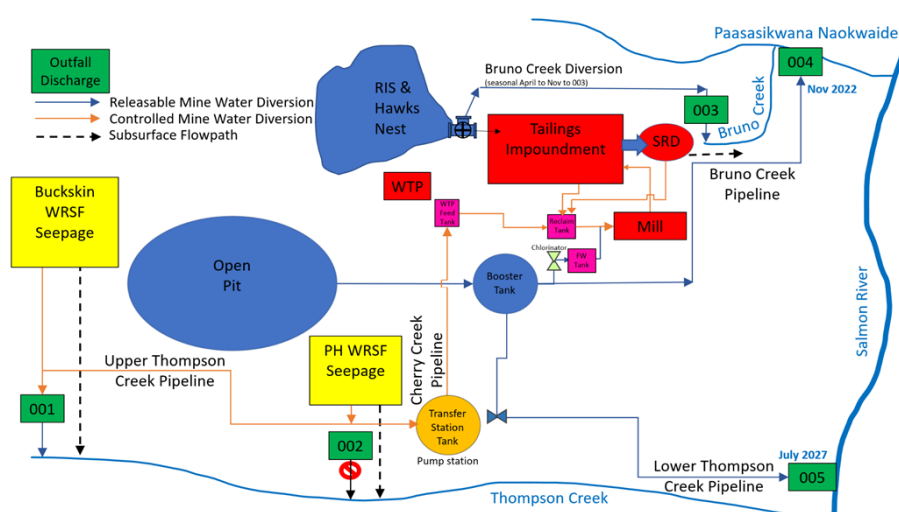 Paasasikwana Naokwaide
Outfall
Discharge
Releasable Mine Water Diversion
Controlled Mine Water Diversion
Subsurface Flowpath
RIS &
Hawks
Nest
Bruno Creek Diversion
(seasonal April to Nov to 003)
003
004
Nov 2022
Bruno Creek
Tailings
Impoundment
SRD
Bruno Creek
Pipeline
WTP
WTP
Feed
Tank
Reclaim
Tank
Mill
Chlorinator
FW
Tank
Buckskin
WRSF
Seepage
Open
Pit
Booster
Tank
Salmon River
Cherry Creek
Pipeline
PH WRSF
Seepage
Upper Thompson
Creek Pipeline
001
002
Transfer
Station
Tank
Pump station
Lower Thompson
Creek Pipeline
July 2027
005
Thompson Creek